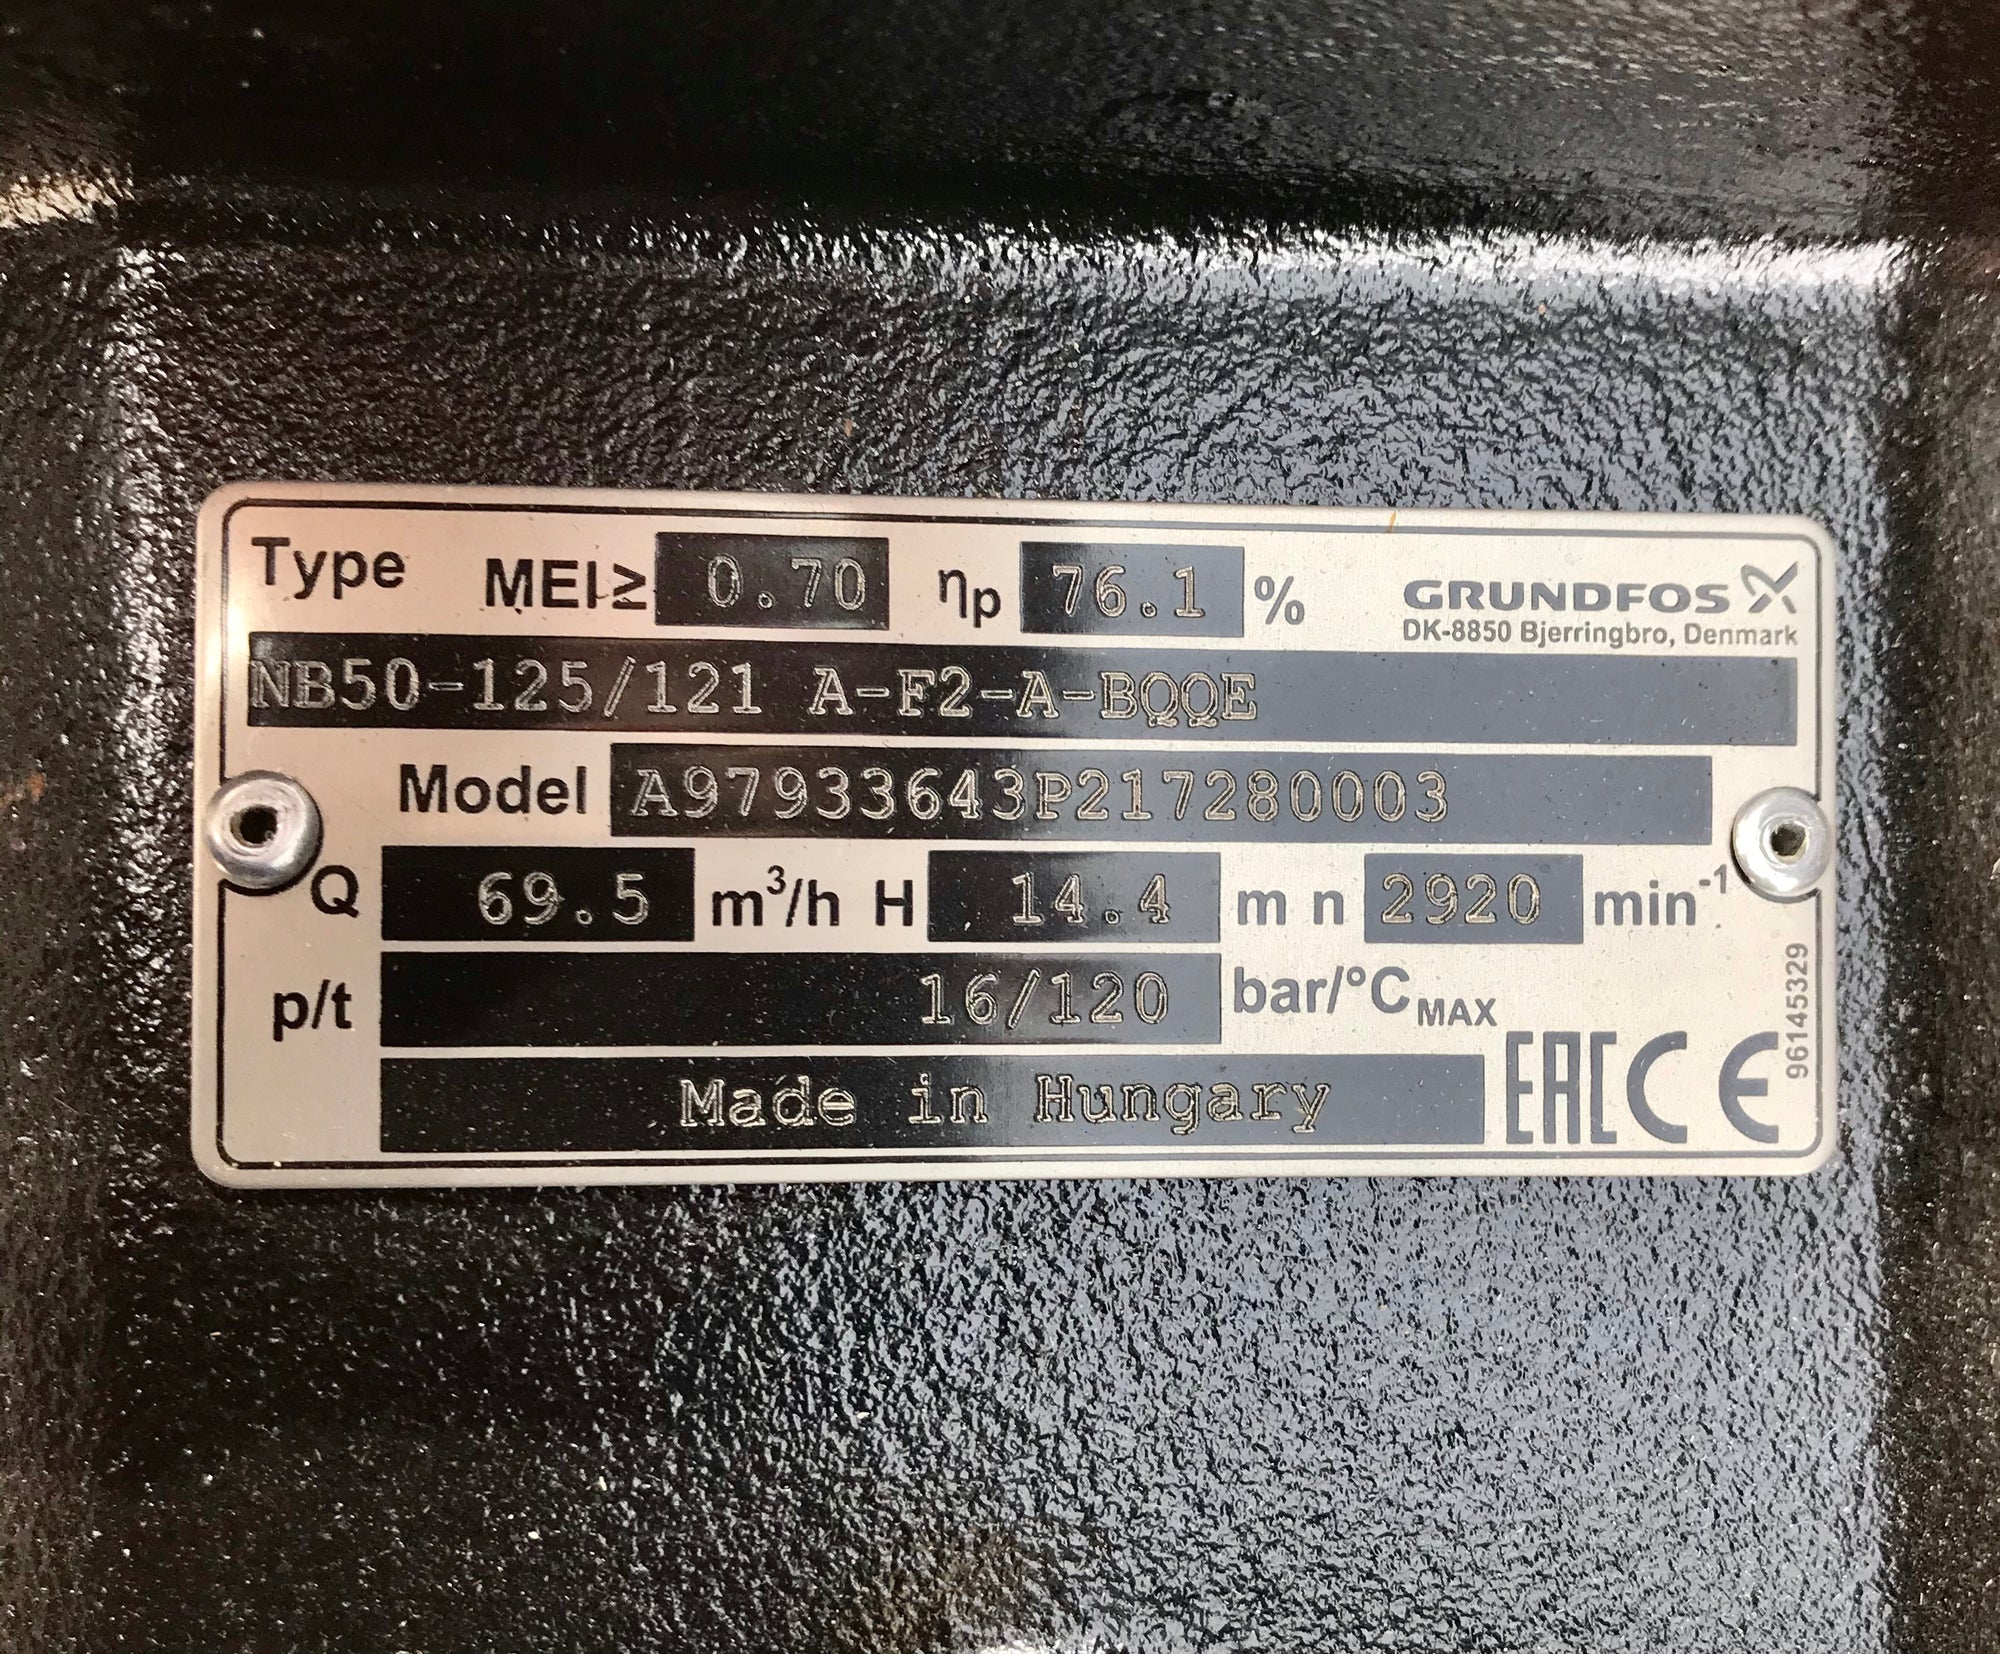 Type MEI≥ 0.70 ηp 76.1 % GRUNDFOS
DK-8850 Bjerringbro, Denmark
NB50-125/121 A-F2-A-BQQE
Model A97933643P217280003
Q 69.5 m³/h H 14.4 m n 2920 min⁻¹
p/t 16/120 bar/°C MAX
Made in Hungary
EAC CE
96145329